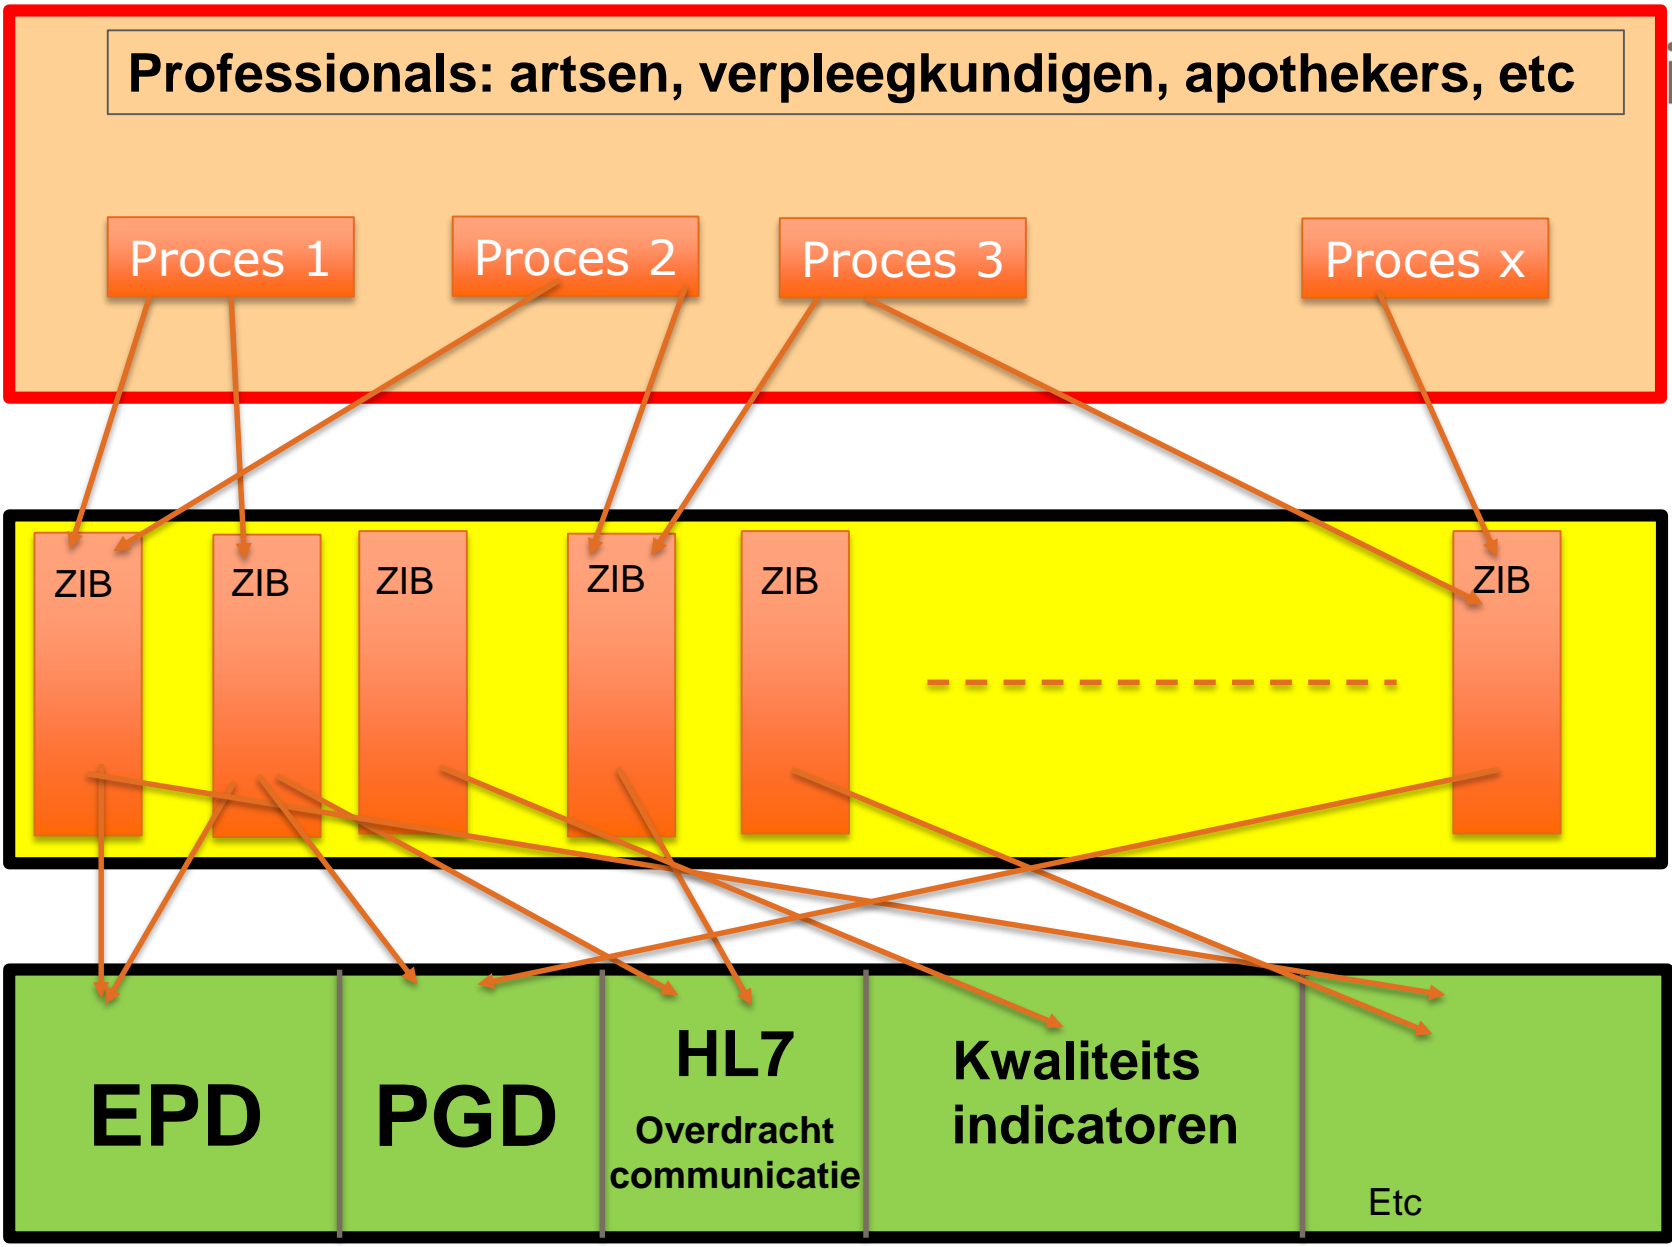 Professionals: artsen, verpleegkundigen, apothekers, etc
Proces 1
Proces 2
Proces 3
Proces x
ZIB
ZIB
ZIB
ZIB
ZIB
ZIB
EPD
PGD
HL7
Overdracht
communicatie
Kwaliteits
indicatoren
Etc